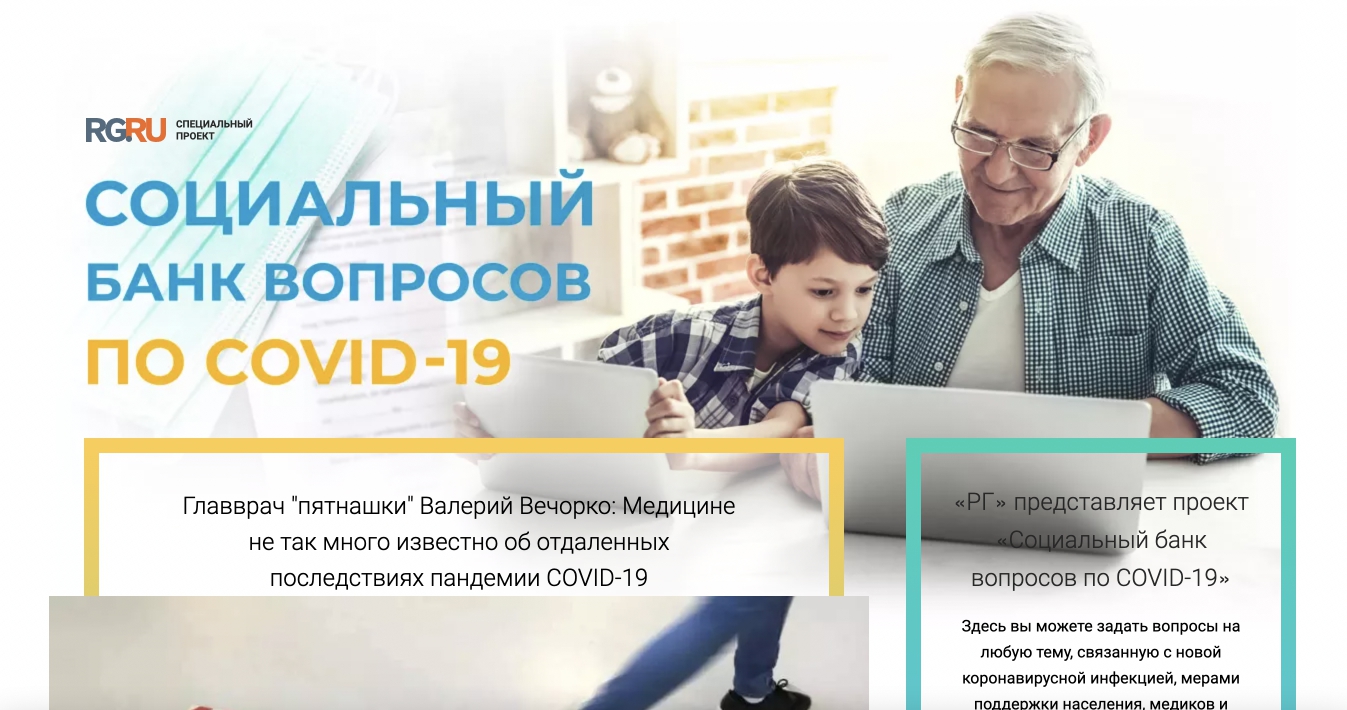 RG.RU
СПЕЦИАЛЬНЫЙ
ПРОЕКТ
СОЦИАЛЬНЫЙ
БАНК ВОПРОСОВ
ПО COVID-19
Главврач "пятнашки" Валерий Вечорко: Медицине
не так много известно об отдаленных
последствиях пандемии COVID-19
«РГ» представляет проект
«Социальный банк
вопросов по COVID-19»
Здесь вы можете задать вопросы на
любую тему, связанную с новой
коронавирусной инфекцией, мерами
поддержки населения, медиков и